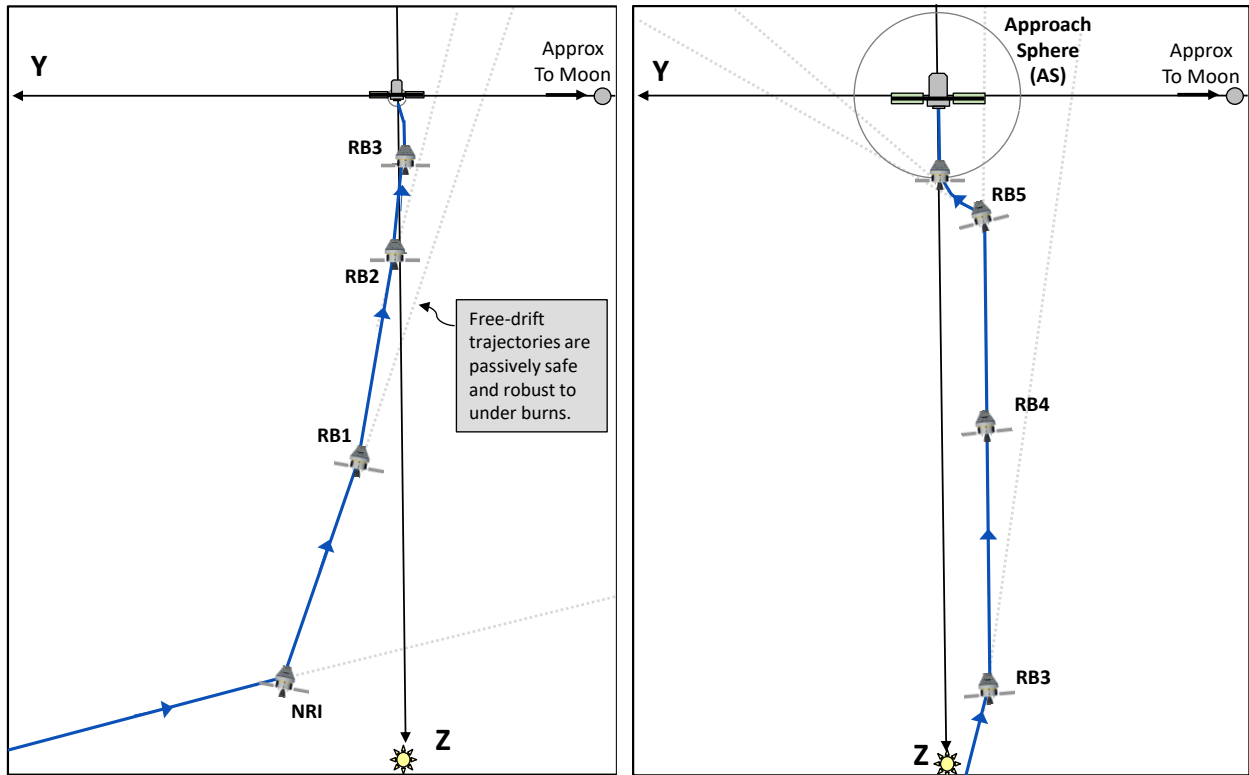 Y
Approx
To Moon
RB3
RB2
Free-drift
trajectories are
passively safe
and robust to
under burns.
RB1
NRI
Z
Approach
Sphere
(AS)
Y
Approx
To Moon
RB5
RB4
RB3
Z